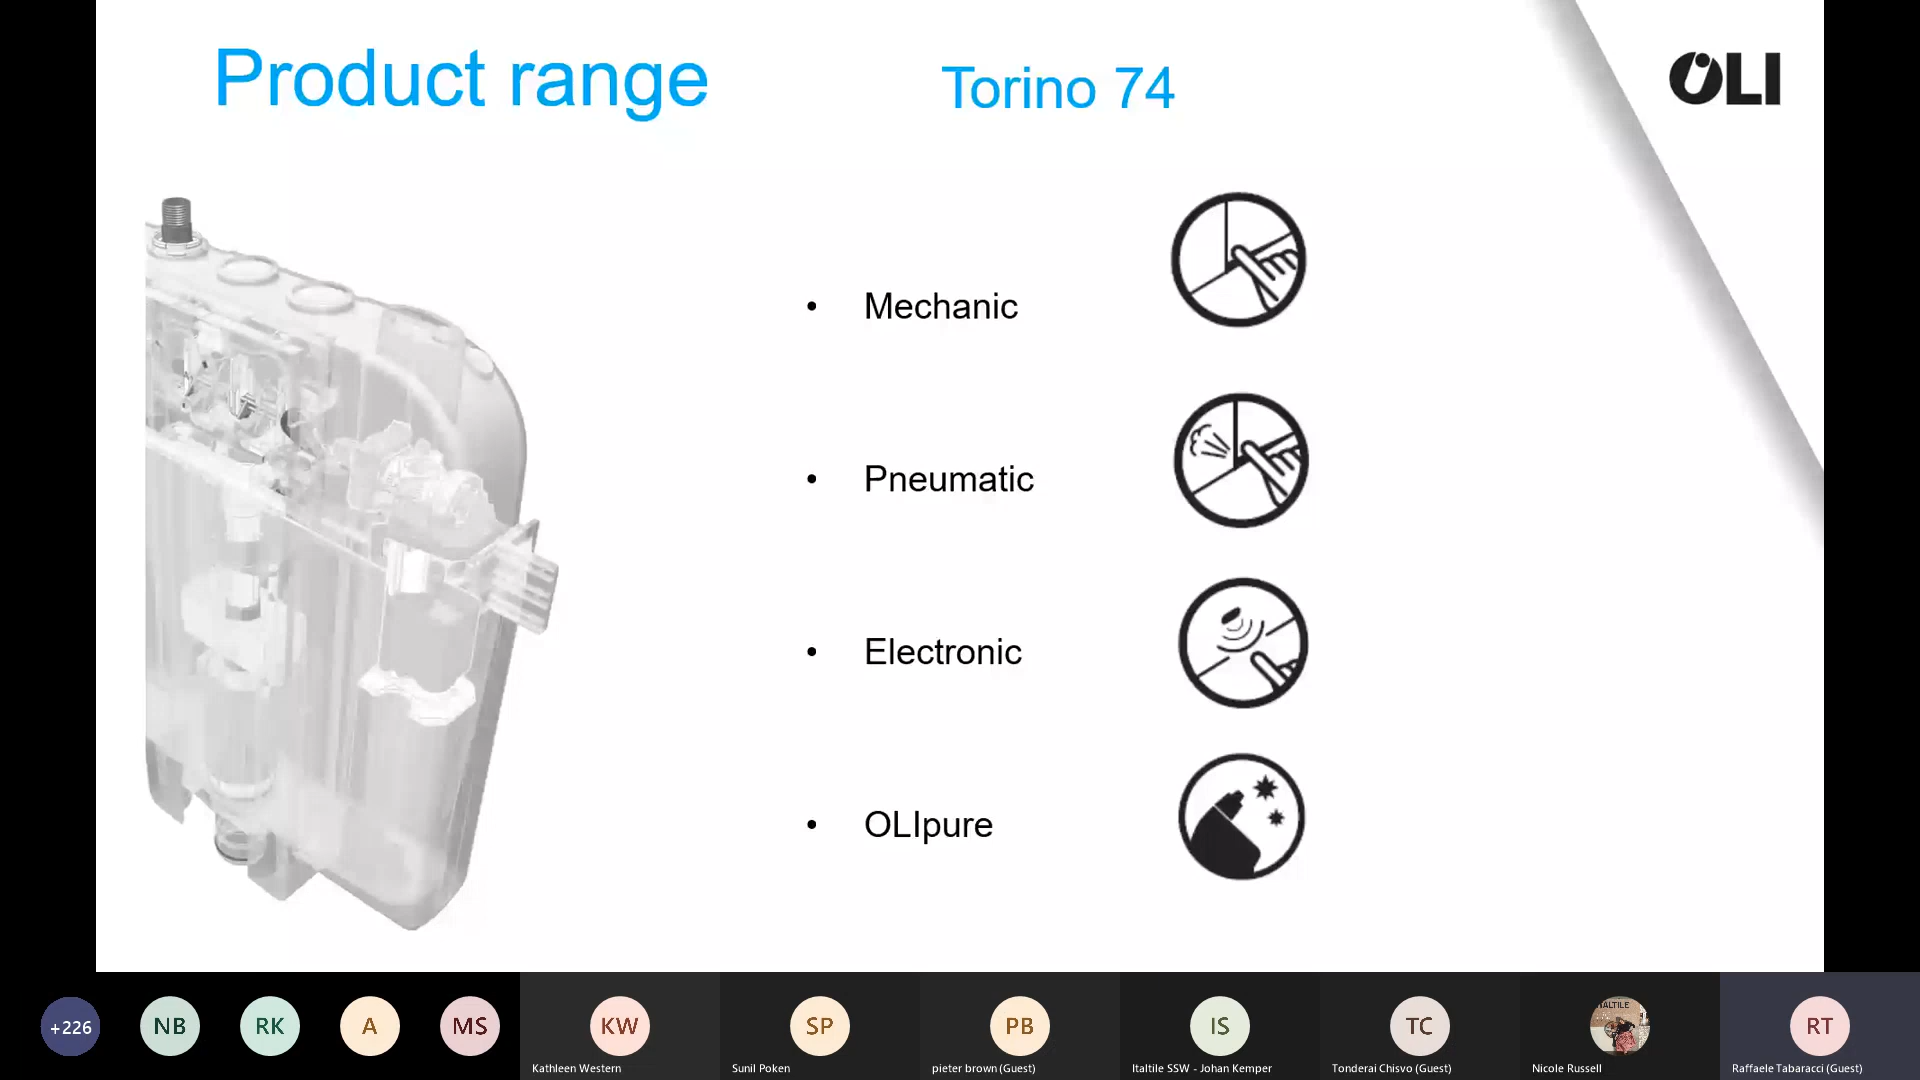 Product range
Torino 74
OLI
• Mechanic
• Pneumatic
• Electronic
• OLIpure
+226
NB
RK
A
MS
KW
SP
PB
IS
TC
RT
Kathleen Western
Sunil Poken
pieter brown (Guest)
Italtile SSW - Johan Kemper
Tonderai Chisvo (Guest)
Nicole Russell
Raffaele Tabaracci (Guest)